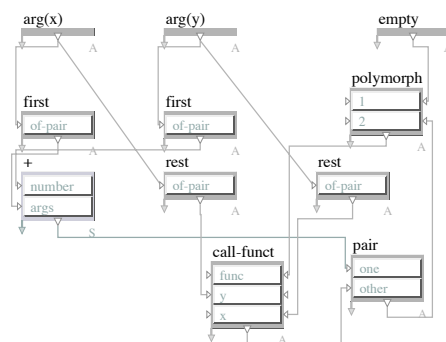 arg(x) arg(y) empty
A A A
polymorph
first first 1
of-pair of-pair 2
A A A
+ rest rest
number of-pair of-pair
args A A
S
call-funct pair
func one
y other
x A
A